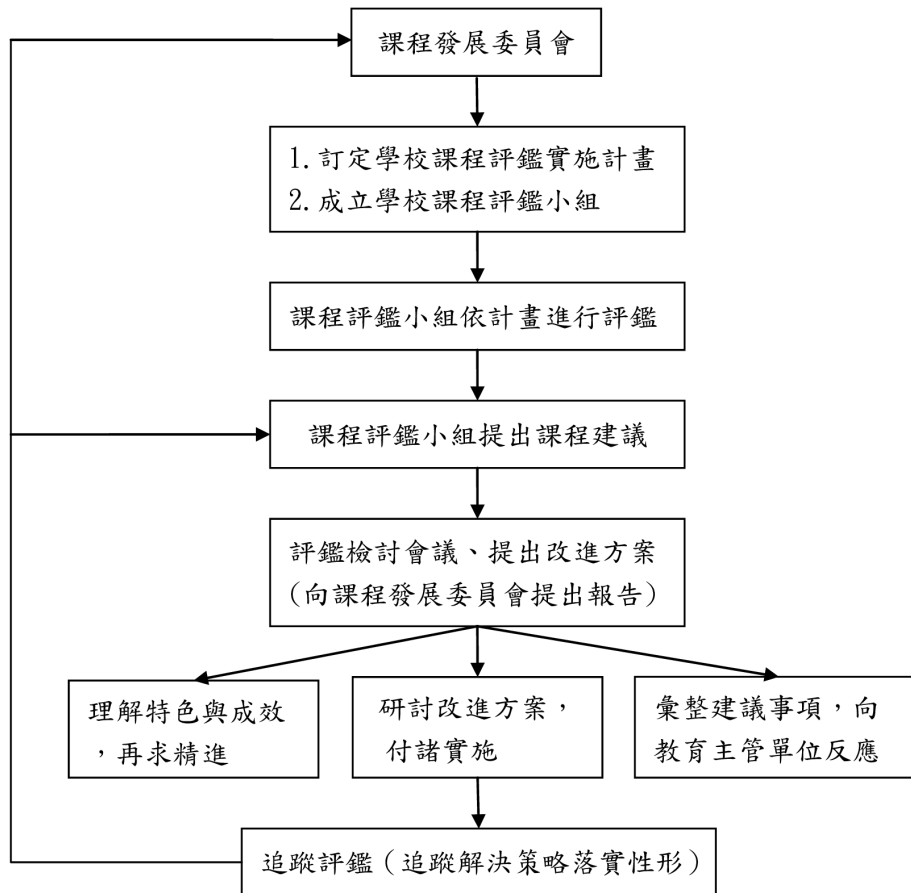 課程發展委員會
1.訂定學校課程評鑑實施計畫
2.成立學校課程評鑑小組
課程評鑑小組依計畫進行評鑑
課程評鑑小組提出課程建議
評鑑檢討會議、提出改進方案
(向課程發展委員會提出報告)
理解特色與成效
，再求精進
研討改進方案，
付諸實施
彙整建議事項，向
教育主管單位反應
追蹤評鑑（追蹤解決策略落實性形）